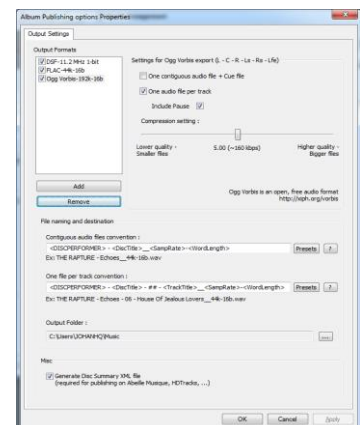 Album Publishing options Properties
Output Settings
Output Formats
DSF-11.2 MHz 1-bit
FLAC-44k-16b
Ogg Vorbis-192k-16b
Add
Remove
Settings for Ogg Vorbis export (L - C - R - Ls - Rs - Lfe)
One contiguous audio file + Cue file
One audio file per track
Include Pause
Compression setting :
Lower quality - Smaller files
5.00 (~160 kbps)
Higher quality - Bigger files
Ogg Vorbis is an open, free audio format
http://xiph.org/vorbis
File naming and destination
Contiguous audio files convention :
<DISCPERFORMER> - <DiscTitle>__<SampRate>-<WordLength>
Presets
?
Ex: THE RAPTURE - Echoes__44k-16b.wav
One file per track convention :
<DISCPERFORMER> - <DiscTitle> - ## - <TrackTitle>__<SampRate>-<WordLength>
Presets
?
Ex: THE RAPTURE - Echoes - 06 - House Of Jealous Lovers__44k-16b.wav
Output Folder :
C:\Users\JOHANHQ\Music
...
Misc
Generate Disc Summary XML file
(required for publishing on Abeille Musique, HDTracks, ...)
OK
Cancel
Apply